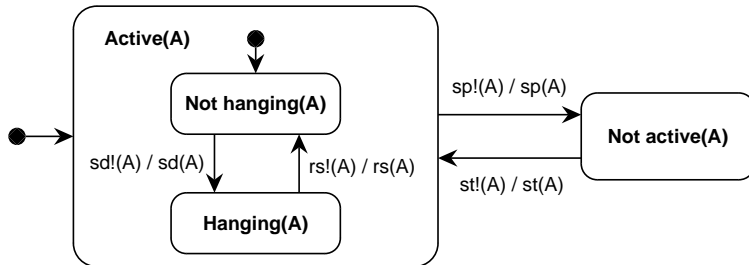 Active(A)
Not hanging(A)
sd!(A) / sd(A)
rs!(A) / rs(A)
Hanging(A)
sp!(A) / sp(A)
Not active(A)
st!(A) / st(A)